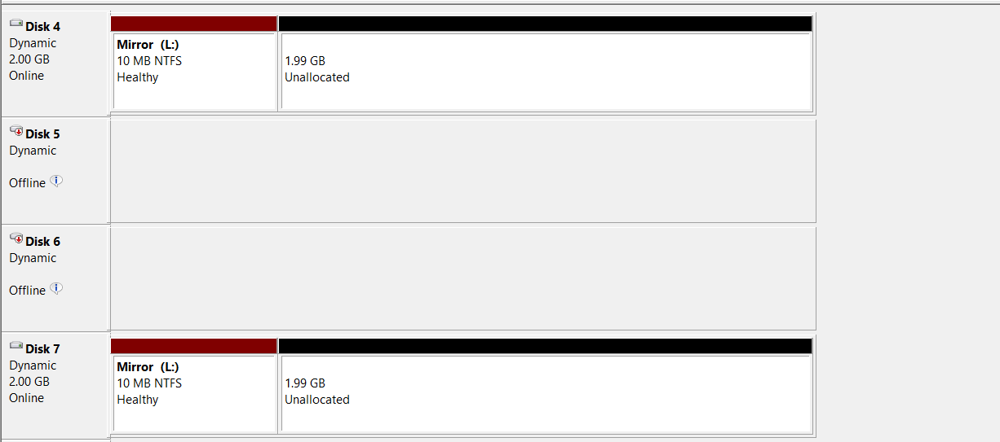 Disk 4
Dynamic
2.00 GB
Online
Mirror (L:)
10 MB NTFS
Healthy
1.99 GB
Unallocated
Disk 5
Dynamic
Offline
Disk 6
Dynamic
Offline
Disk 7
Dynamic
2.00 GB
Online
Mirror (L:)
10 MB NTFS
Healthy
1.99 GB
Unallocated